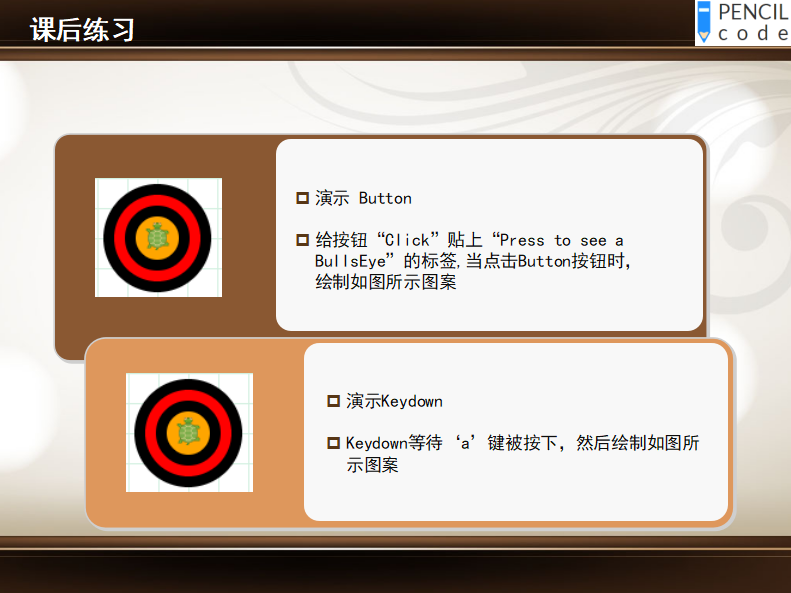 课后练习
PENCIL
code
演示 Button
给按钮“Click”贴上“Press to see a
BullsEye”的标签,当点击Button按钮时,
绘制如图所示图案
演示Keydown
Keydown等待‘a’键被按下，然后绘制如图所
示图案